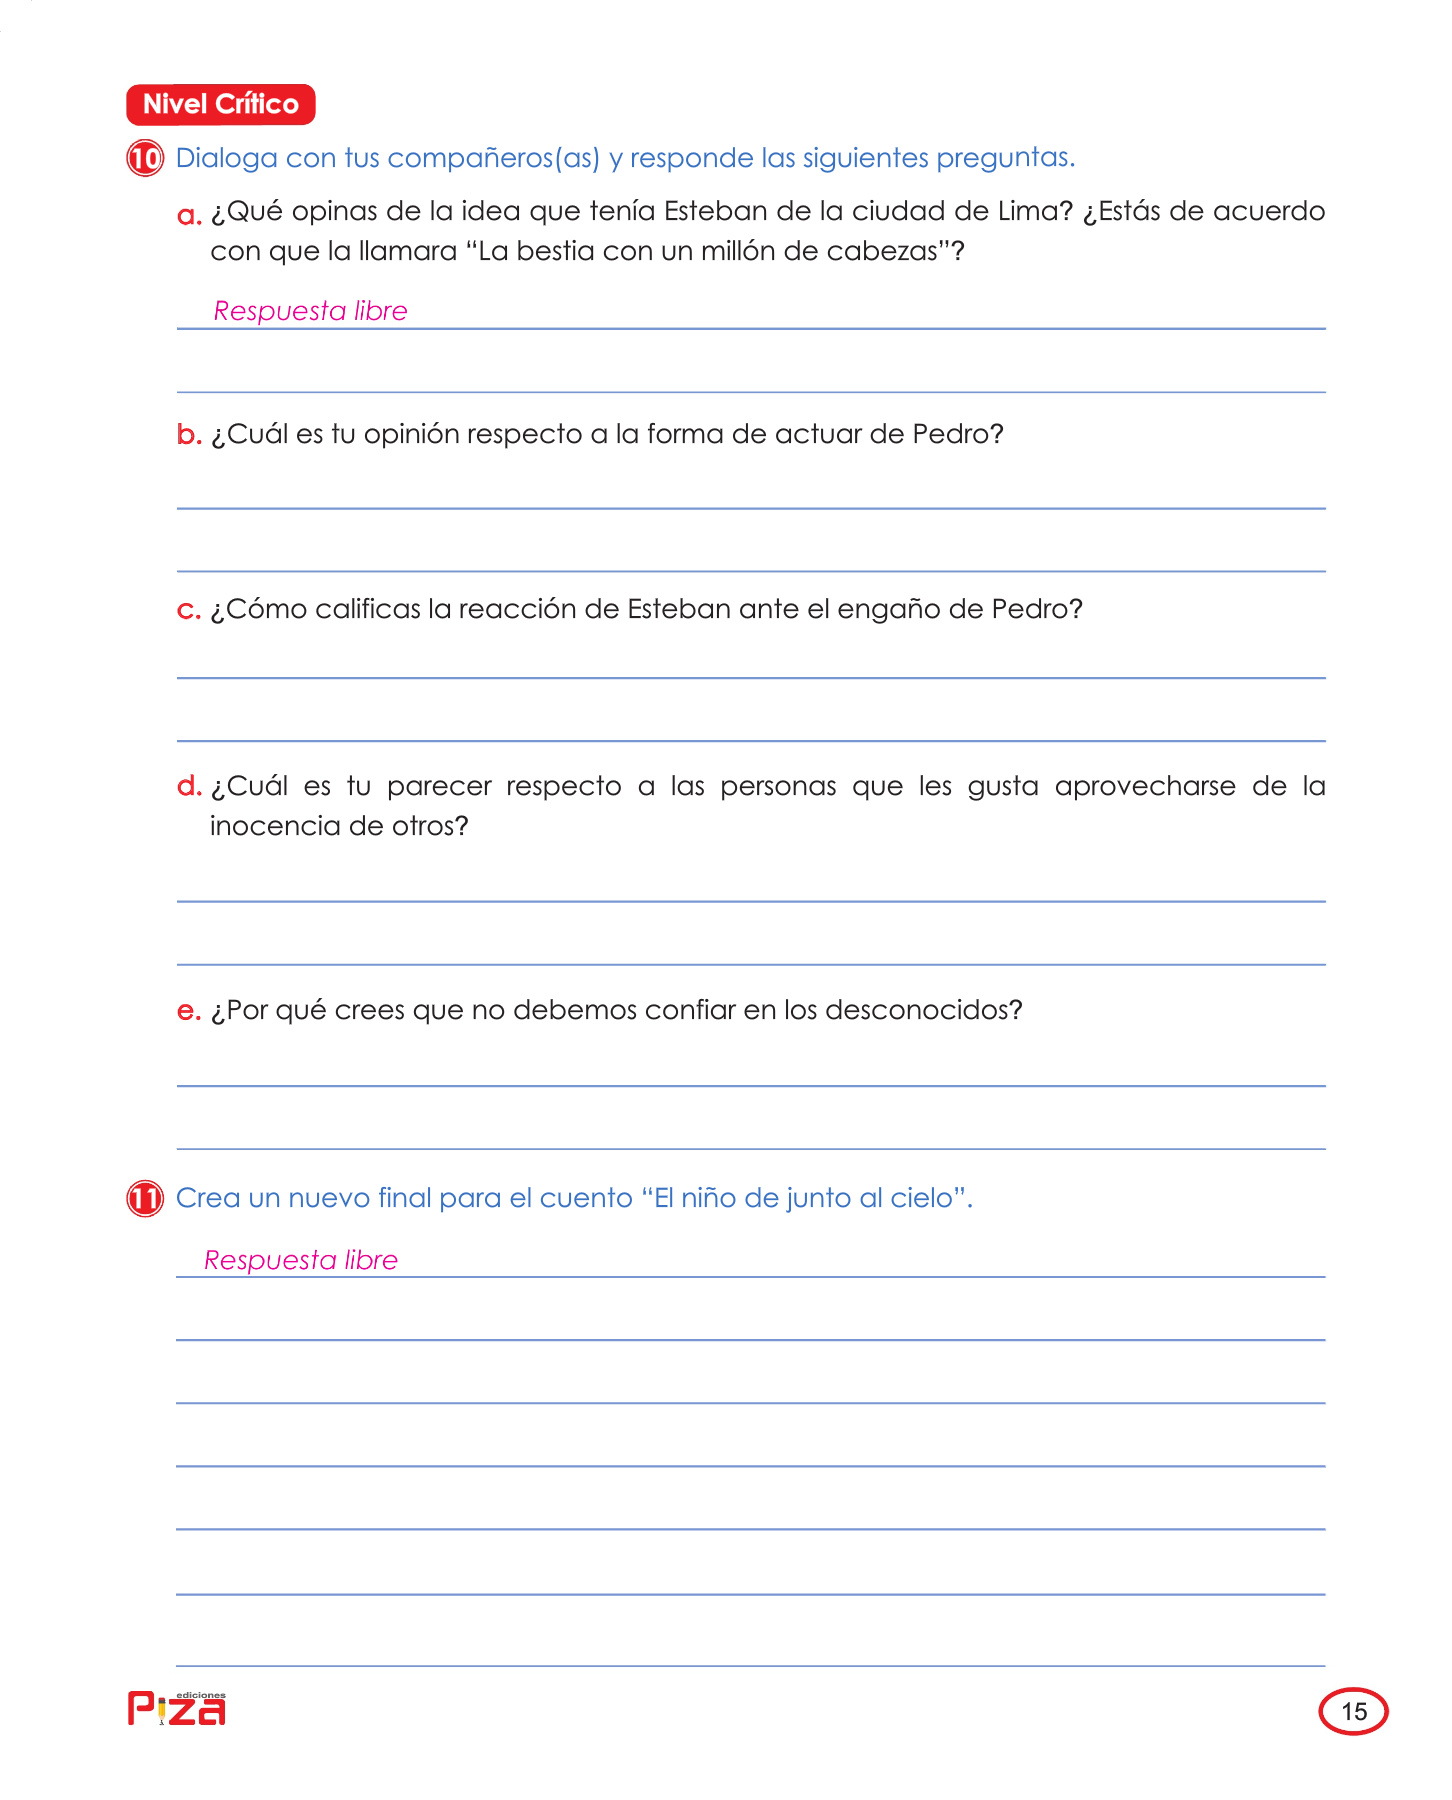 Nivel Crítico
10 Dialoga con tus compañeros(as) y responde las siguientes preguntas.
a. ¿Qué opinas de la idea que tenía Esteban de la ciudad de Lima? ¿Estás de acuerdo
con que la llamara “La bestia con un millón de cabezas”?
Respuesta libre
b. ¿Cuál es tu opinión respecto a la forma de actuar de Pedro?
c. ¿Cómo calificas la reacción de Esteban ante el engaño de Pedro?
d. ¿Cuál es tu parecer respecto a las personas que les gusta aprovecharse de la
inocencia de otros?
e. ¿Por qué crees que no debemos confiar en los desconocidos?
11 Crea un nuevo final para el cuento “El niño de junto al cielo”.
Respuesta libre
ediciones
Piza
15